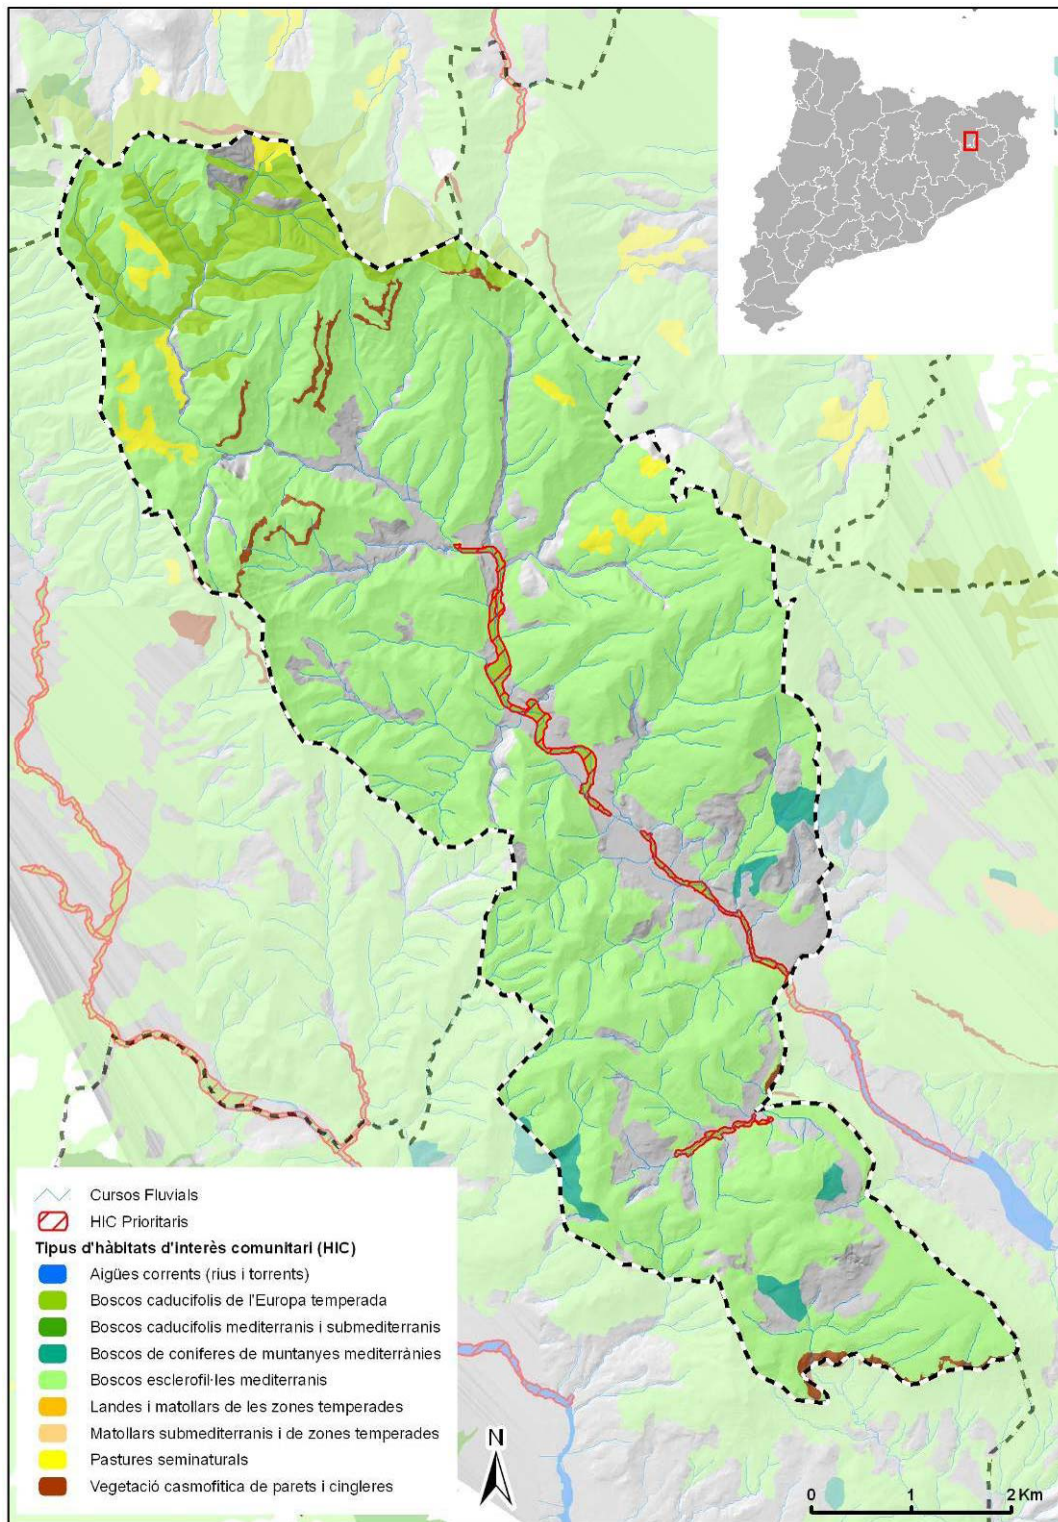 Cursos Fluvials
HIC Prioritaris
Tipus d'hàbitats d'interès comunitari (HIC)
Aigües corrents (rius i torrents)
Boscos caducifolis de l'Europa temperada
Boscos caducifolis mediterranis i submediterranis
Boscos de coníferes de muntanyes mediterrànies
Boscos esclerofil·les mediterranis
Landes i matollars de les zones temperades
Matollars submediterranis i de zones temperades
Pastures seminaturals
Vegetació casmofítica de parets i cingleres
N
0 1 2 Km